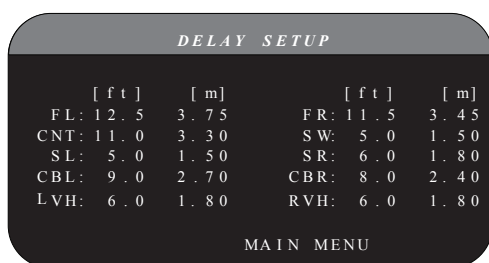 DELAY SETUP
[ft] [m] [ft] [m]
FL: 12.5 3.75 FR: 11.5 3.45
CNT: 11.0 3.30 SW: 5.0 1.50
SL: 5.0 1.50 SR: 6.0 1.80
CBL: 9.0 2.70 CBR: 8.0 2.40
LVH: 6.0 1.80 RVH: 6.0 1.80
MAIN MENU